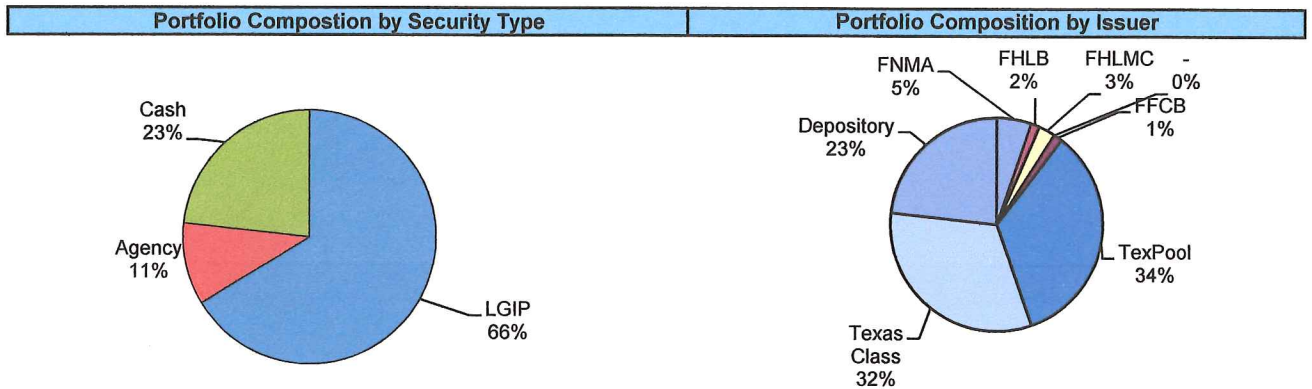 Portfolio Compostion by Security Type
Cash
23%
Agency
11%
LGIP
66%
Portfolio Composition by Issuer
FNMA
5%
FHLB
2%
FHLMC
3%
-
0%
FFCB
1%
Depository
23%
TexPool
34%
Texas
Class
32%